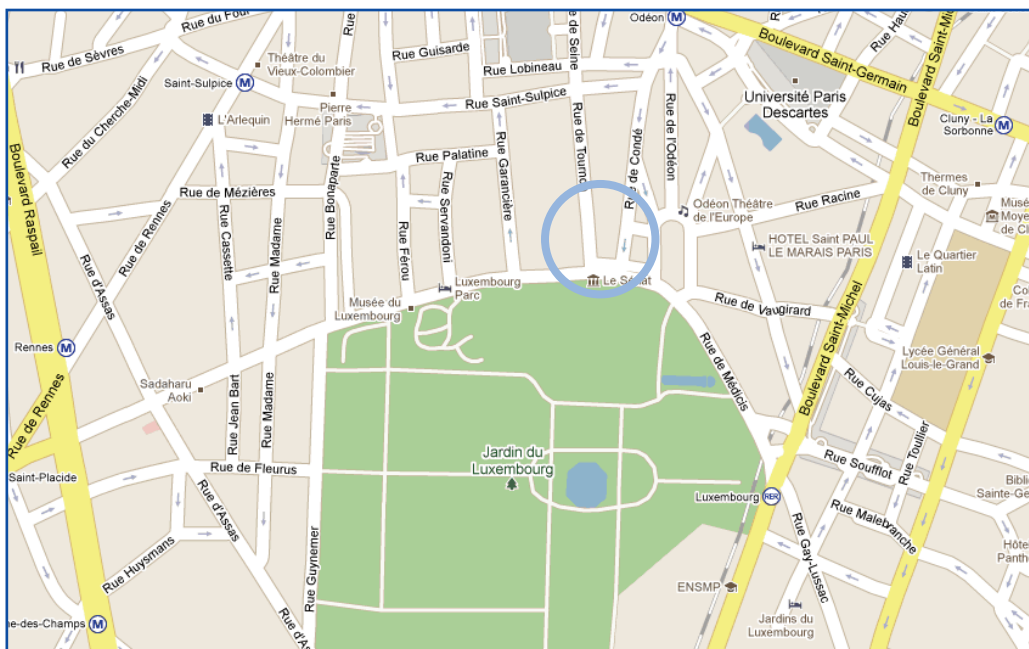 Rue du Four
Rue de Sèvres
Théâtre du
Vieux-Colombier
Saint-Sulpice
Rue Guisarde
Rue Lobineau
Rue de Seine
Odéon
Boulevard Saint-Germain
Boulevard Saint-Michel
Université Paris
Descartes
Cluny - La
Sorbonne
Rue du Cherche-Midi
L'Arlequin
Pierre
Hermé Paris
Rue Saint-Sulpice
Rue de Condé
Rue de l'Odéon
Boulevard Raspail
Rue de Mézières
Rue Bonaparte
Rue Palatine
Rue Garancière
Rue Servandoni
Rue Férou
Rue Cassette
Rue Madame
Rue de Rennes
Rue d'Assas
Odéon Théâtre
de l'Europe
Rue Racine
Thermes
de Cluny
HOTEL Saint PAUL
LE MARAIS PARIS
Le Quartier
Latin
Luxembourg
Parc
Musée du
Luxembourg
Le Sénat
Rue de Vaugirard
Rue de Médicis
Boulevard Saint-Michel
Lycée Général
Louis-le-Grand
Rennes
Sadaharu
Aoki
Rue de Rennes
Rue Jean Bart
Rue Madame
Rue Cujas
Rue Toullier
Rue Soufflot
Rue de Fleurus
Saint-Placide
Rue d'Assas
Jardin du
Luxembourg
Luxembourg
RER
Rue Malebranche
Rue Gay-Lussac
Rue Huysmans
Rue Guynemer
ENSMP
Jardins du
Luxembourg
M
M
M
M
M